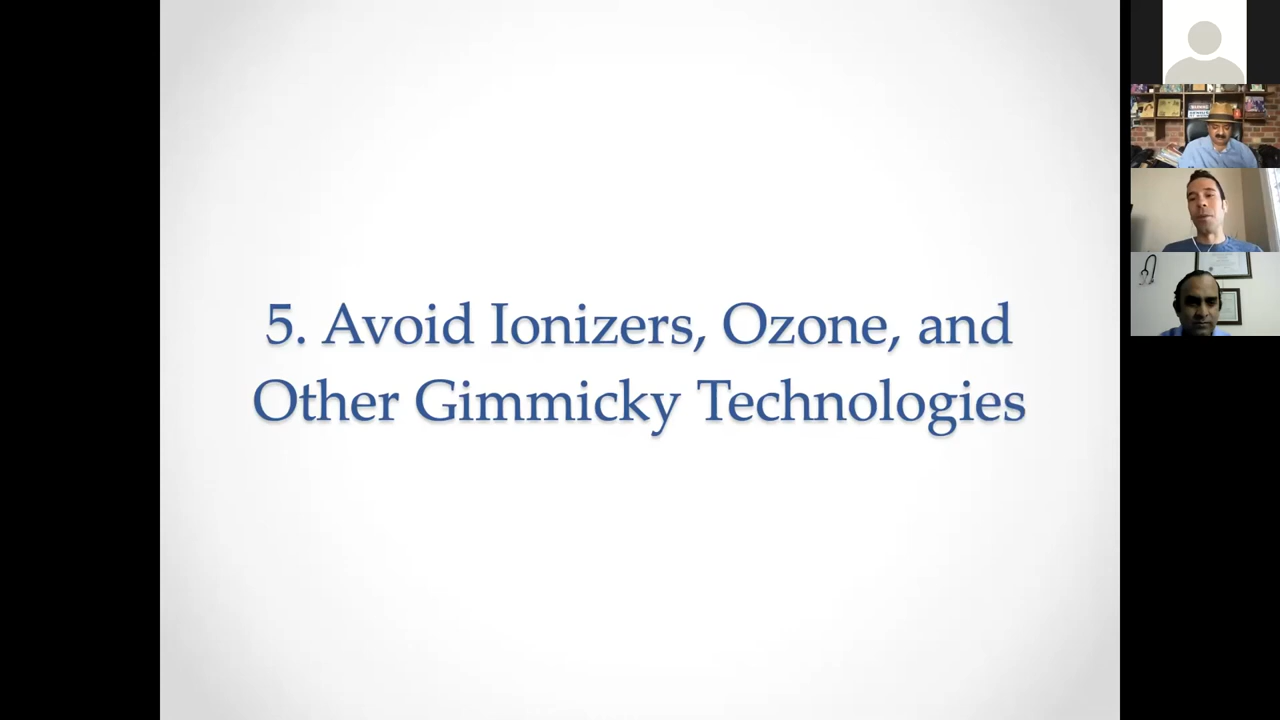 5. Avoid Ionizers, Ozone, and
Other Gimmicky Technologies